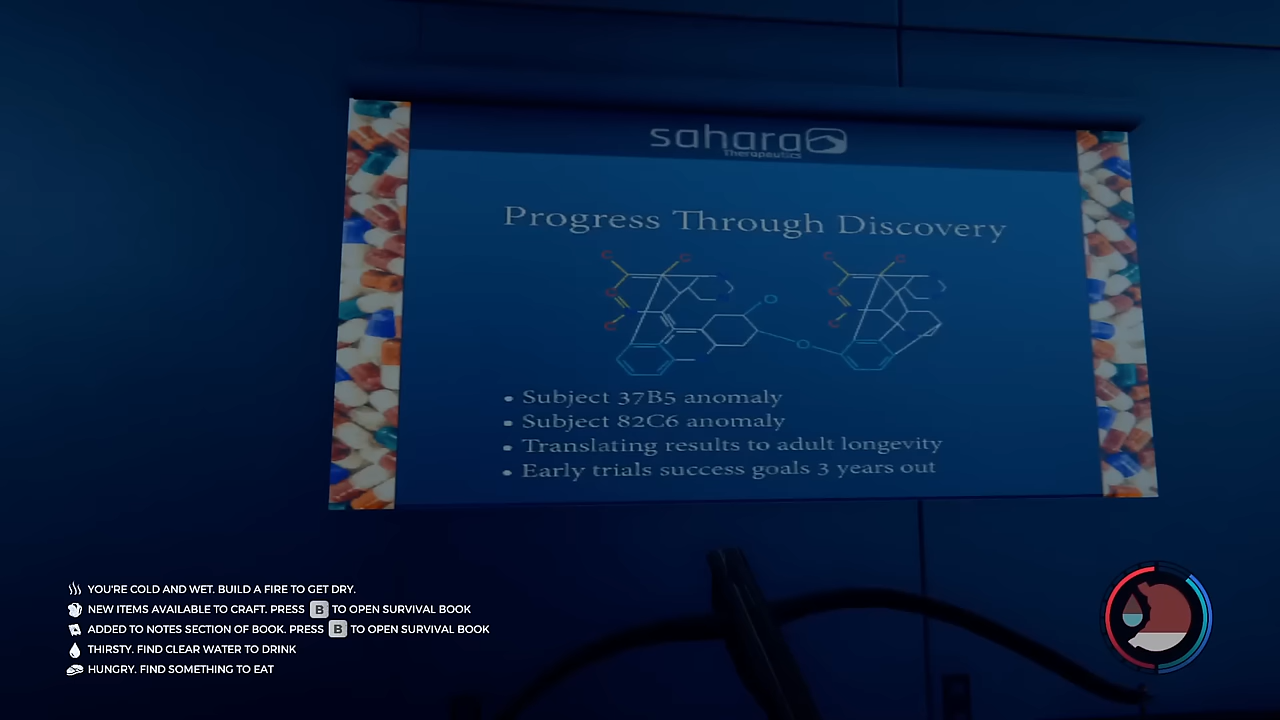 sahara
Therapeutics
Progress Through Discovery
• Subject 37B5 anomaly
• Subject 82C6 anomaly
• Translating results to adult longevity
• Early trials success goals 3 years out
YOU'RE COLD AND WET. BUILD A FIRE TO GET DRY.
NEW ITEMS AVAILABLE TO CRAFT. PRESS B TO OPEN SURVIVAL BOOK
ADDED TO NOTES SECTION OF BOOK. PRESS B TO OPEN SURVIVAL BOOK
THIRSTY. FIND CLEAR WATER TO DRINK
HUNGRY. FIND SOMETHING TO EAT